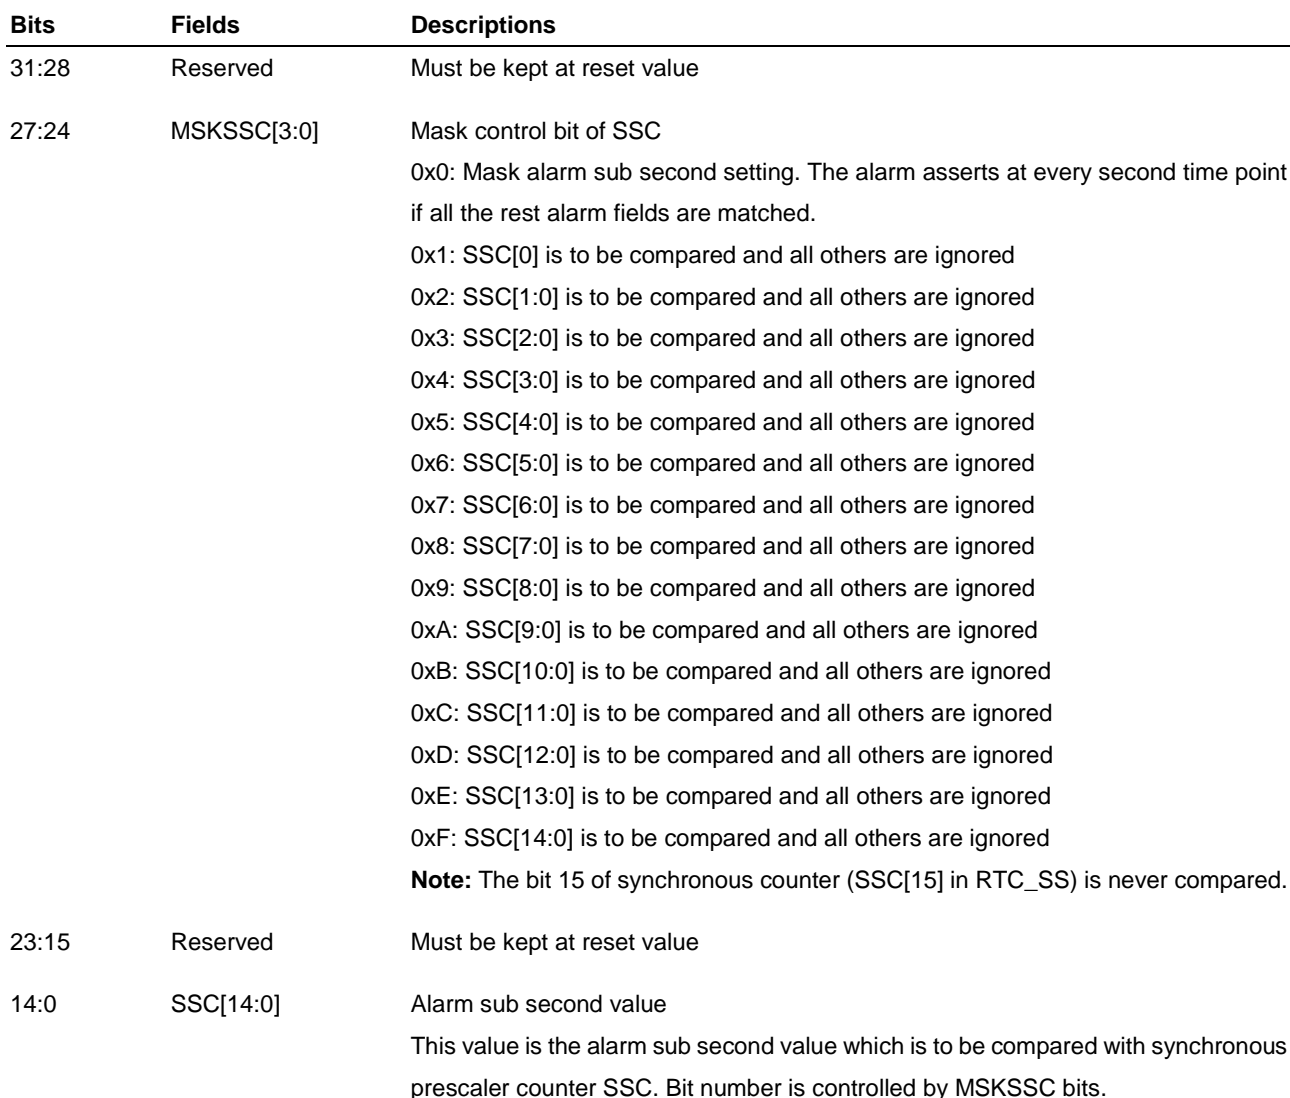 Bits Fields Descriptions
31:28 Reserved Must be kept at reset value
27:24 MSKSSC[3:0] Mask control bit of SSC
0x0: Mask alarm sub second setting. The alarm asserts at every second time point
if all the rest alarm fields are matched.
0x1: SSC[0] is to be compared and all others are ignored
0x2: SSC[1:0] is to be compared and all others are ignored
0x3: SSC[2:0] is to be compared and all others are ignored
0x4: SSC[3:0] is to be compared and all others are ignored
0x5: SSC[4:0] is to be compared and all others are ignored
0x6: SSC[5:0] is to be compared and all others are ignored
0x7: SSC[6:0] is to be compared and all others are ignored
0x8: SSC[7:0] is to be compared and all others are ignored
0x9: SSC[8:0] is to be compared and all others are ignored
0xA: SSC[9:0] is to be compared and all others are ignored
0xB: SSC[10:0] is to be compared and all others are ignored
0xC: SSC[11:0] is to be compared and all others are ignored
0xD: SSC[12:0] is to be compared and all others are ignored
0xE: SSC[13:0] is to be compared and all others are ignored
0xF: SSC[14:0] is to be compared and all others are ignored
Note: The bit 15 of synchronous counter (SSC[15] in RTC_SS) is never compared.
23:15 Reserved Must be kept at reset value
14:0 SSC[14:0] Alarm sub second value
This value is the alarm sub second value which is to be compared with synchronous
prescaler counter SSC. Bit number is controlled by MSKSSC bits.